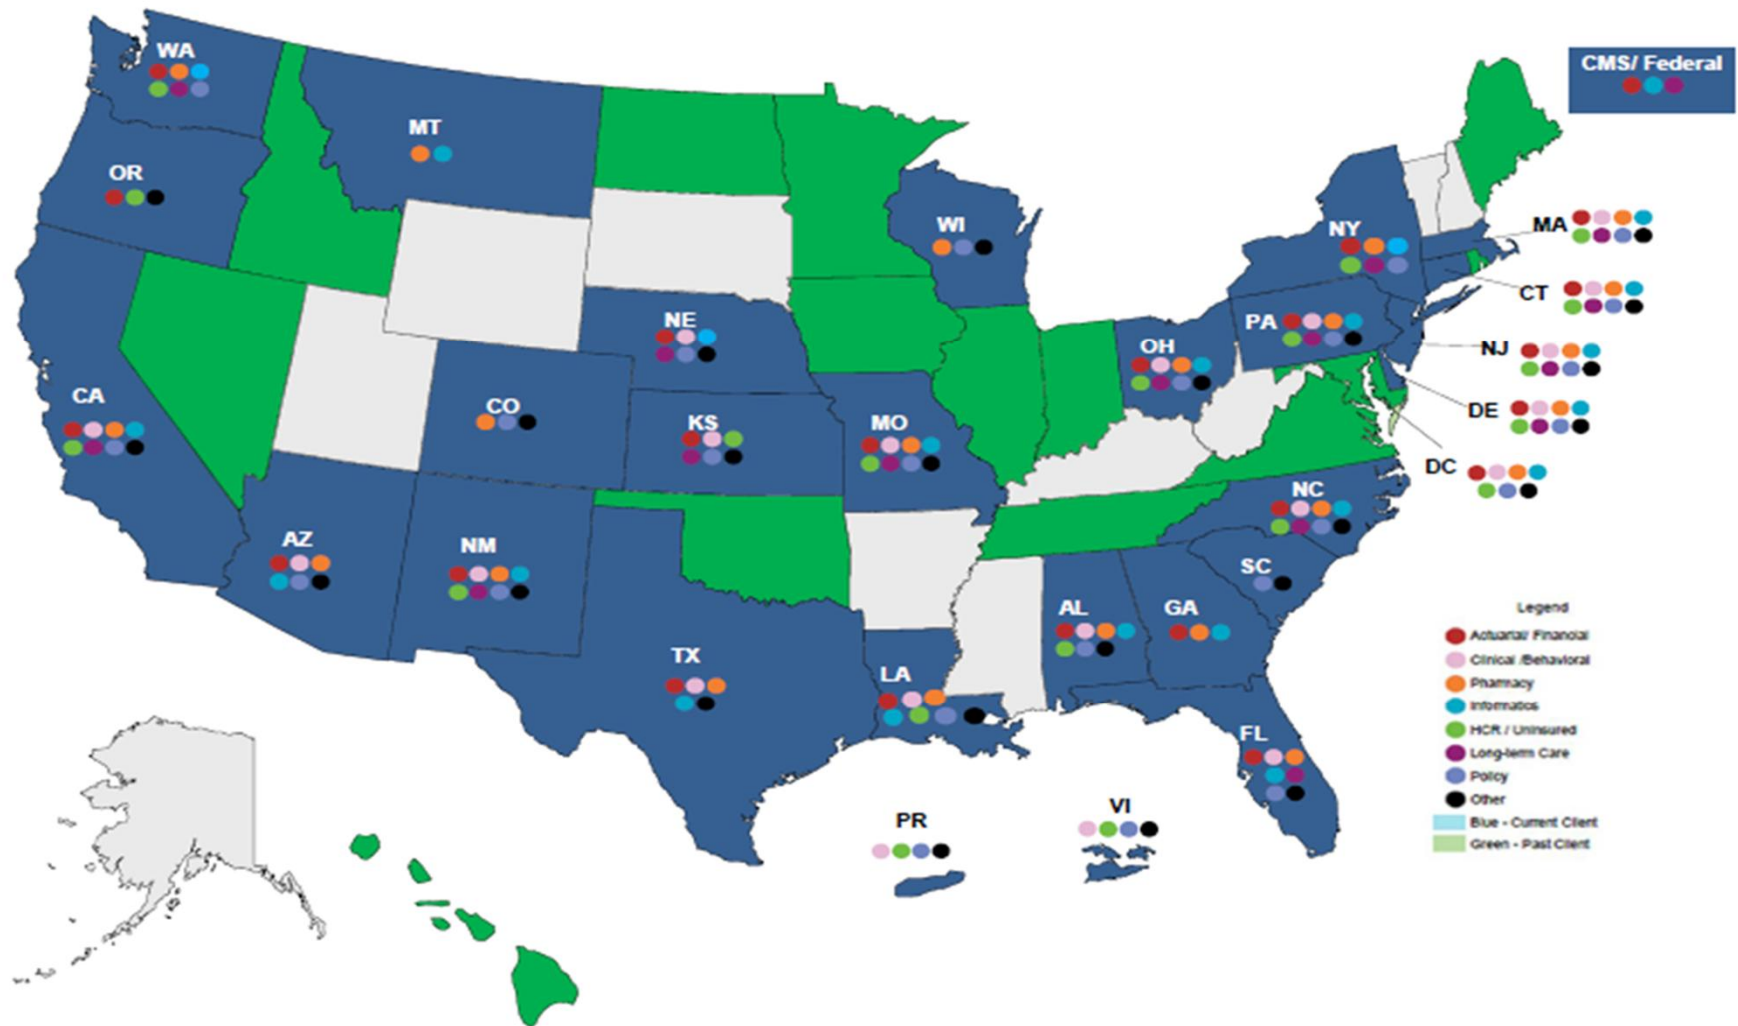 WA
CMS/ Federal
MT
OR
WI
NY
MA
CT
NE
PA
NJ
OH
CA
CO
KS
MO
DE
DC
NC
AZ
NM
SC
AL
GA
TX
LA
FL
PR
VI
Legend
Actuarial/ Financial
Clinical /Behavioral
Pharmacy
Informatics
HCR / Uninsured
Long-term Care
Policy
Other
Blue - Current Client
Green - Past Client